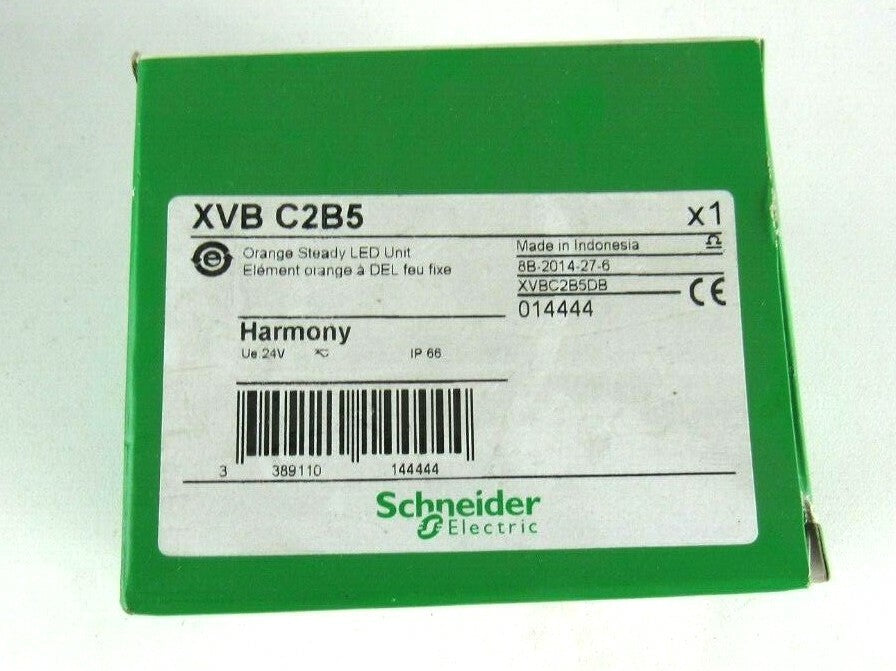 XVB C2B5
x1
Orange Steady LED Unit
Elément orange à DEL feu fixe
Made in Indonesia
8B-2014-27-6
XVBC2B5DB
014444
CE
Harmony
Ue 24V
IP 66
3 389110 144444
Schneider
Electric